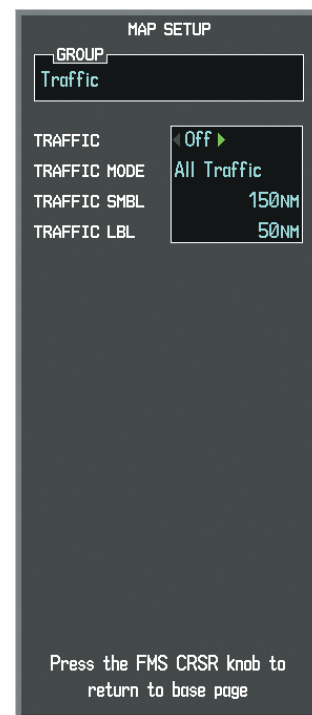 MAP SETUP
GROUP
Traffic
TRAFFIC Off
TRAFFIC MODE All Traffic
TRAFFIC SMBL 150NM
TRAFFIC LBL 50NM
Press the FMS CRSR knob to
return to base page